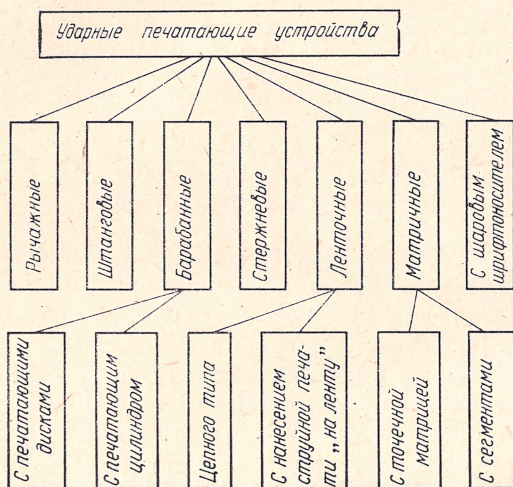 Ударные печатающие устройства
Рычажные
Штанговые
Барабанные
Стержневые
Ленточные
Матричные
С шаровым
шрифтоносителем
С печатающими
дисками
С печатающим
цилиндром
Цепного типа
С нанесением
струйной печа-
ти „ на ленту”
С точечной
матрицей
С сегментами